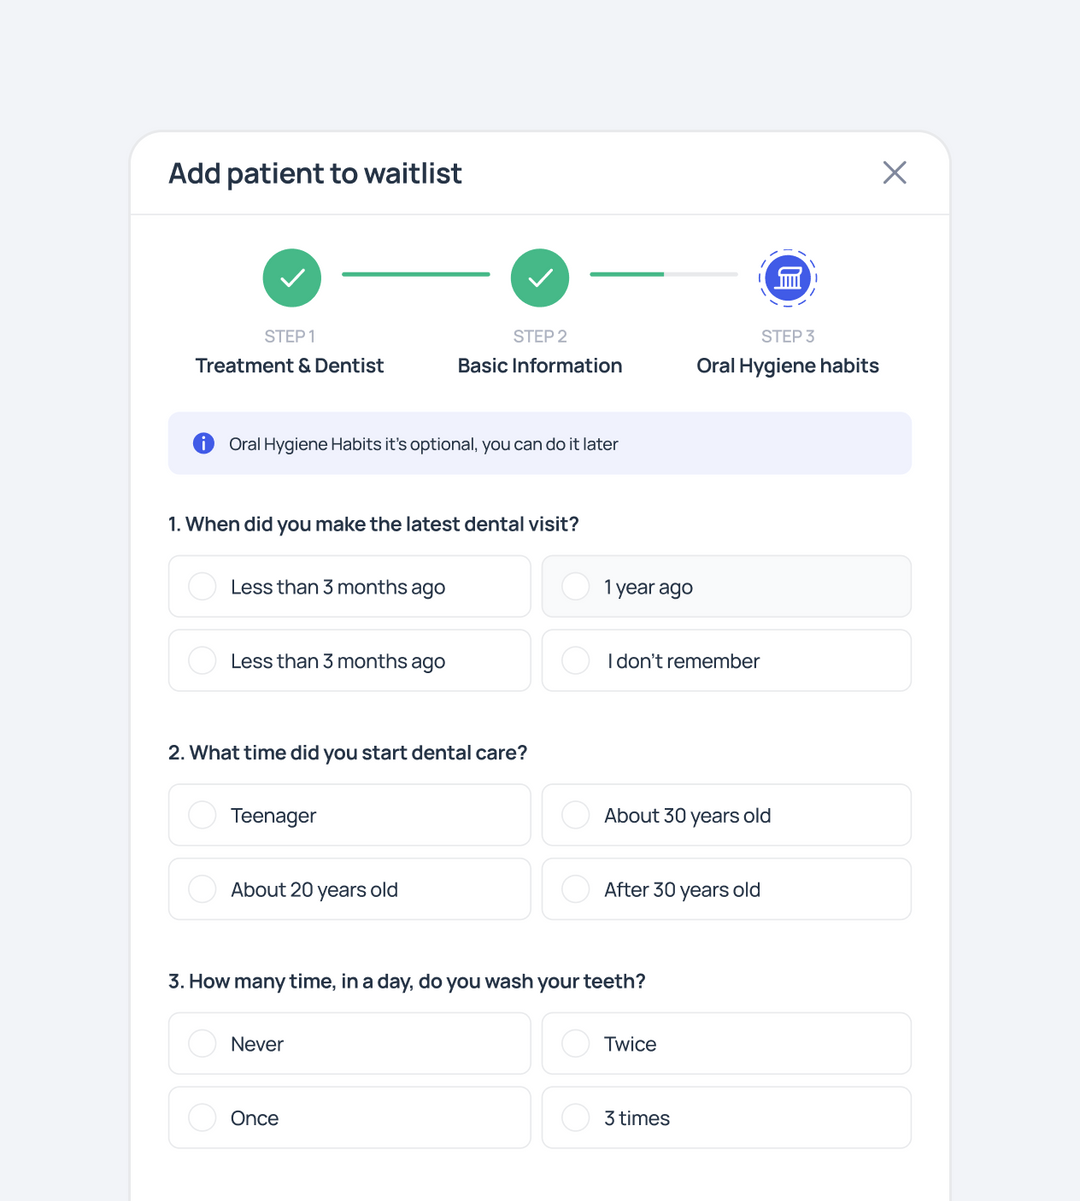 Add patient to waitlist
STEP 1
Treatment & Dentist
STEP 2
Basic Information
STEP 3
Oral Hygiene habits
Oral Hygiene Habits it's optional, you can do it later
1. When did you make the latest dental visit?
Less than 3 months ago
1 year ago
Less than 3 months ago
I don't remember
2. What time did you start dental care?
Teenager
About 30 years old
About 20 years old
After 30 years old
3. How many time, in a day, do you wash your teeth?
Never
Twice
Once
3 times